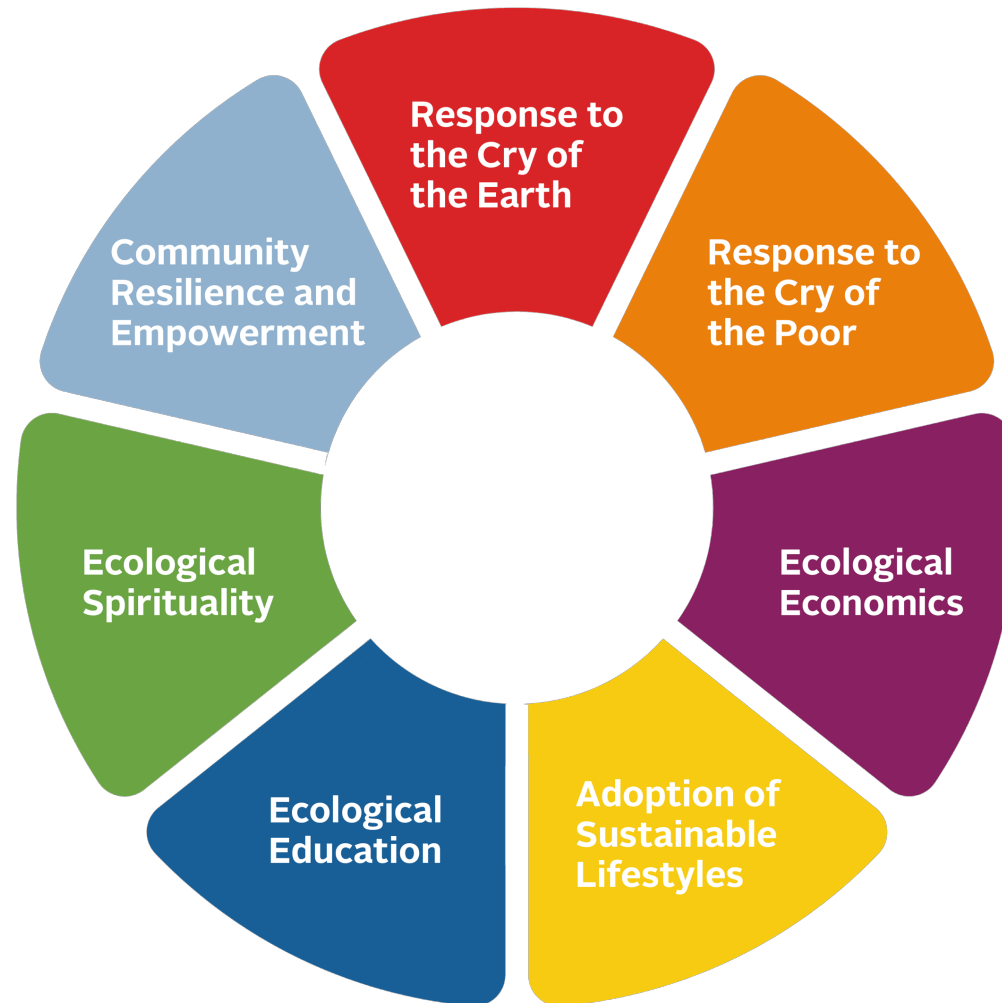 Response to
the Cry of
the Earth
Response to
the Cry of
the Poor
Ecological
Economics
Adoption of
Sustainable
Lifestyles
Ecological
Education
Ecological
Spirituality
Community
Resilience and
Empowerment